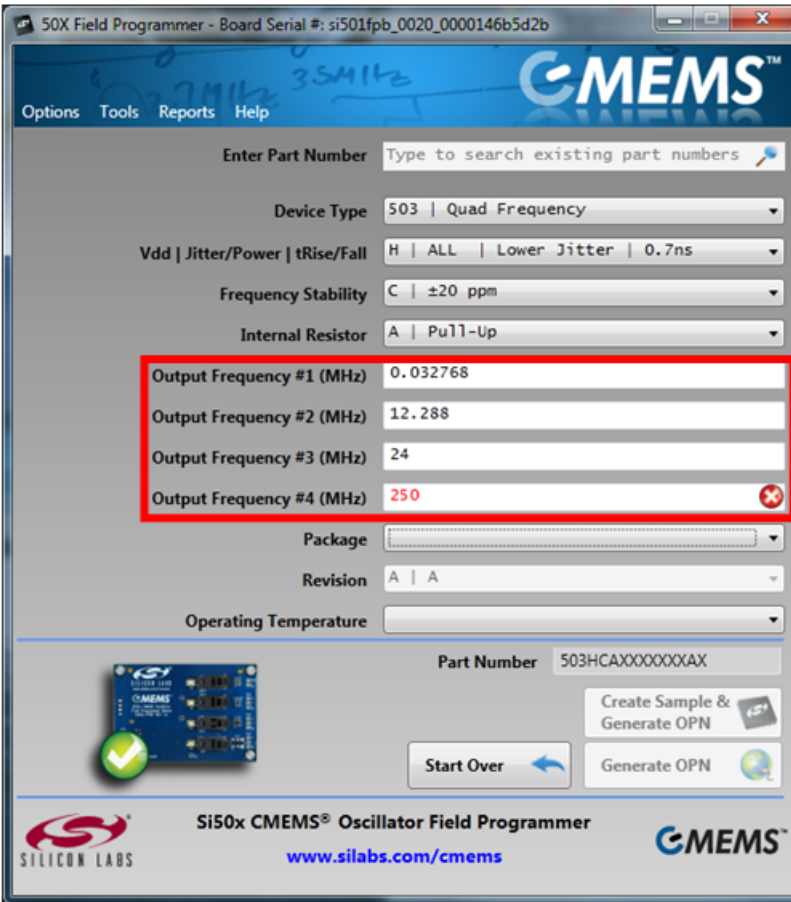 50X Field Programmer - Board Serial #: si501fpb_0020_0000146b5d2b
35MHz
CMEMS™
Options Tools Reports Help
Enter Part Number Type to search existing part numbers
Device Type 503 | Quad Frequency
Vdd | Jitter/Power | tRise/Fall H | ALL | Lower Jitter | 0.7ns
Frequency Stability C | ±20 ppm
Internal Resistor A | Pull-Up
Output Frequency #1 (MHz) 0.032768
Output Frequency #2 (MHz) 12.288
Output Frequency #3 (MHz) 24
Output Frequency #4 (MHz) 250
Package
Revision A | A
Operating Temperature
Part Number 503HCAXXXXXXXAX
Create Sample &
Generate OPN
Start Over Generate OPN
Si50x CMEMS® Oscillator Field Programmer
www.silabs.com/cmems
SILICON LABS
CMEMS™